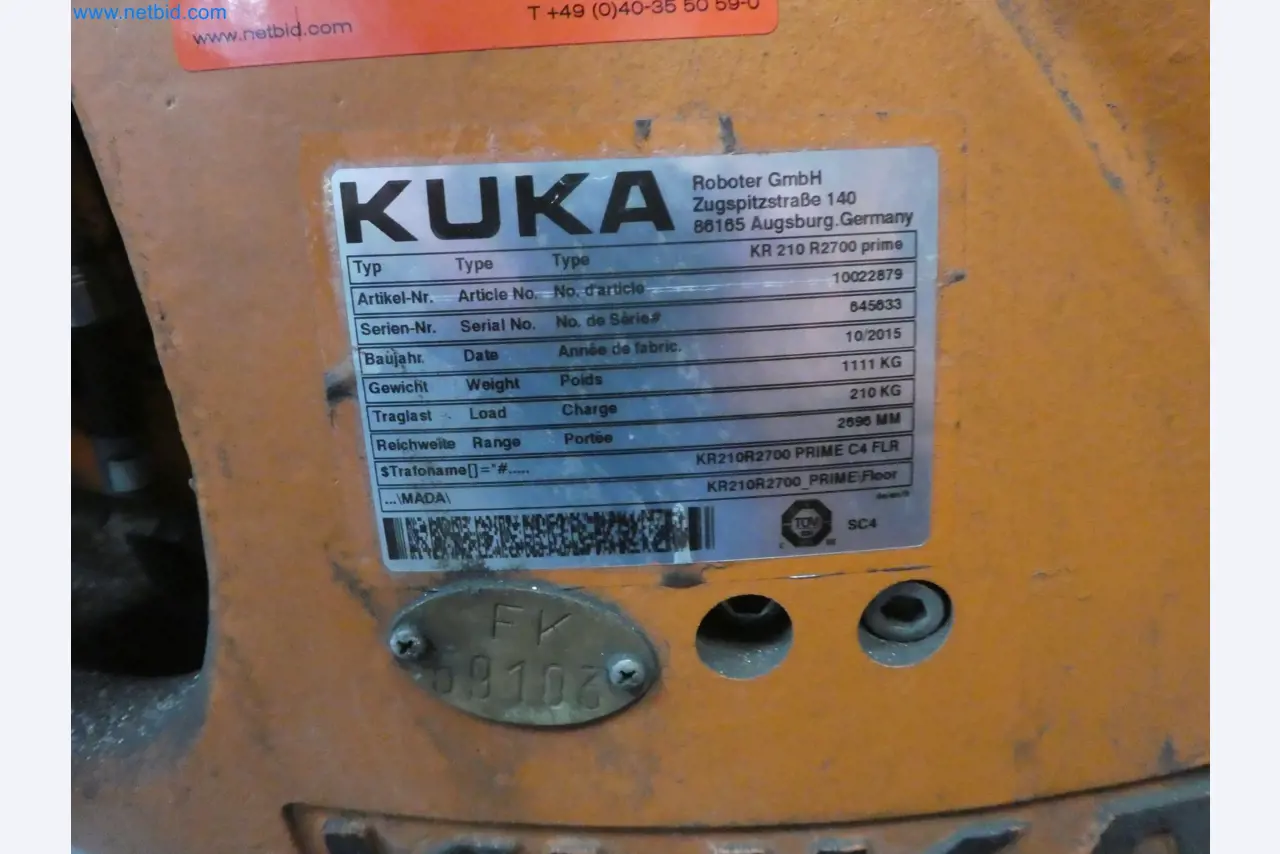 www.netbid.com
T +49 (0)40-35 50 59-0
www.netbid.com
KUKA
Roboter GmbH
Zugspitzstraße 140
86165 Augsburg.Germany
Typ Type Type KR 210 R2700 prime
Artikel-Nr. Article No. No. d'article 10022879
Serien-Nr. Serial No. No. de Série# 645633
Baujahr. Date Année de fabric. 10/2015
Gewicht Weight Poids 1111 KG
Traglast Load Charge 210 KG
Reichweite Range Portée 2696 MM
$Trafoname[]="#..... KR210R2700 PRIME C4 FLR
...\MADA\ KR210R2700_PRIME\Floor
TÜV
SC4
FK
69103